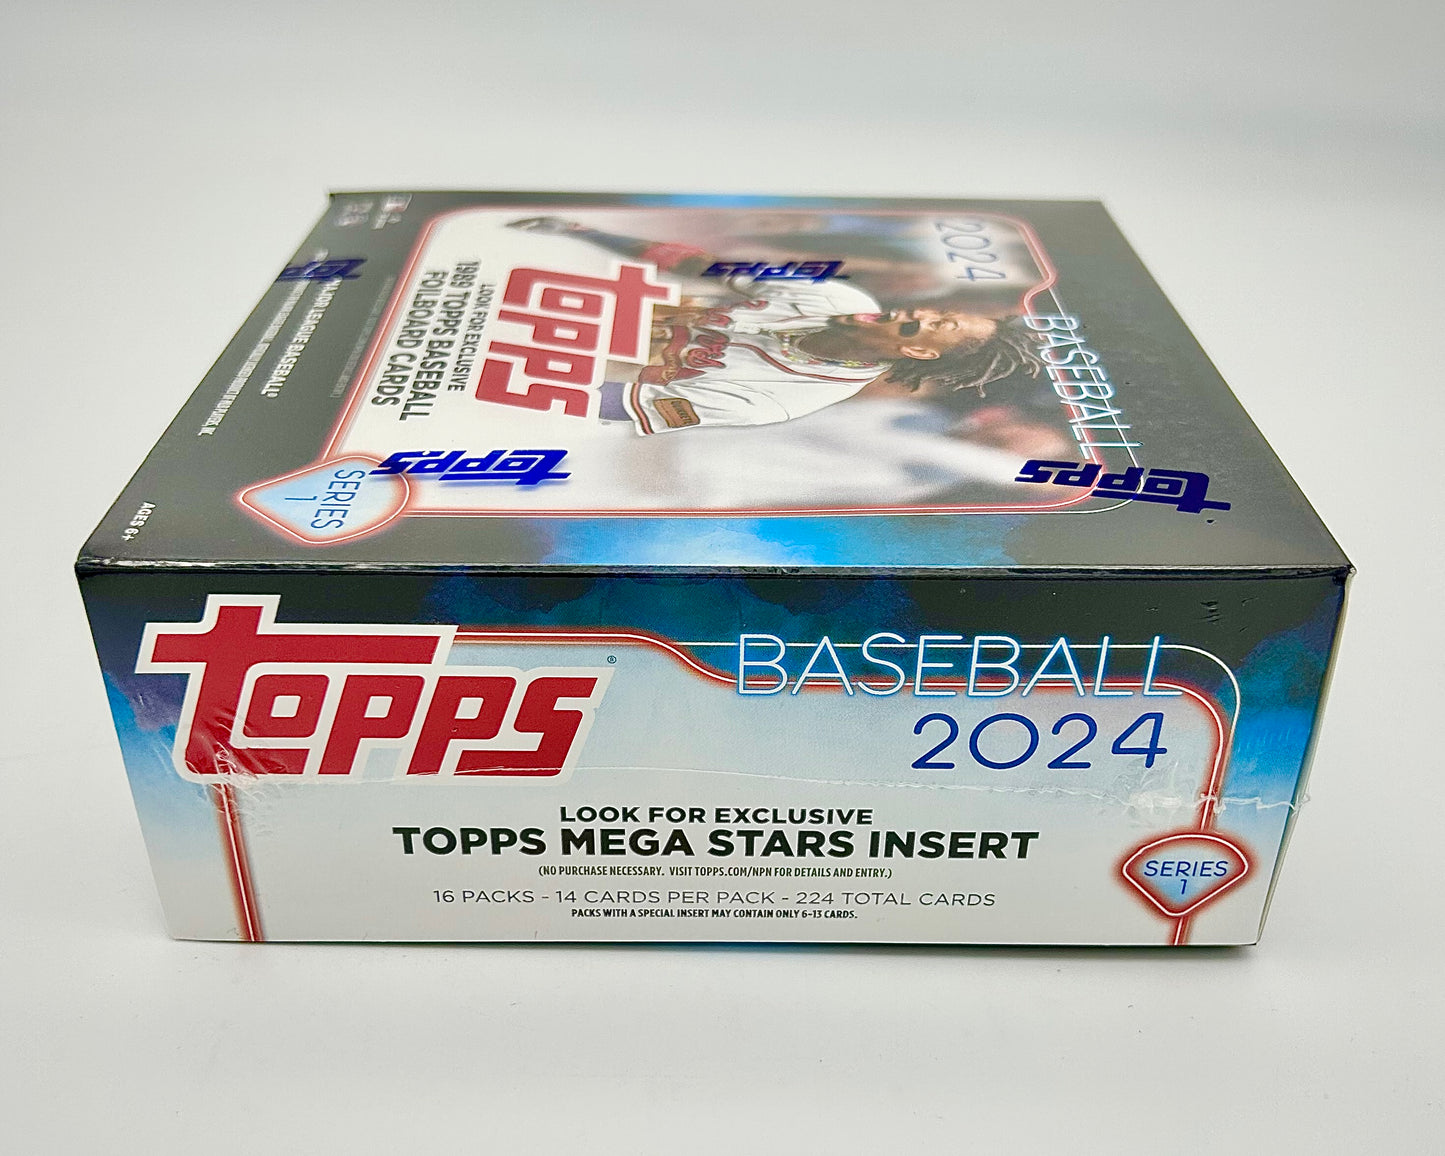 2024
BASEBALL
topps
LOOK FOR EXCLUSIVE
1989 TOPPS BASEBALL
FOILBOARD CARDS
SERIES
1
topps
topps
topps
topps
MAJOR LEAGUE BASEBALL
AGES 6+
topps®
BASEBALL
2024
LOOK FOR EXCLUSIVE
TOPPS MEGA STARS INSERT
(NO PURCHASE NECESSARY. VISIT TOPPS.COM/NPN FOR DETAILS AND ENTRY.)
16 PACKS - 14 CARDS PER PACK - 224 TOTAL CARDS
PACKS WITH A SPECIAL INSERT MAY CONTAIN ONLY 6-13 CARDS.
SERIES
1